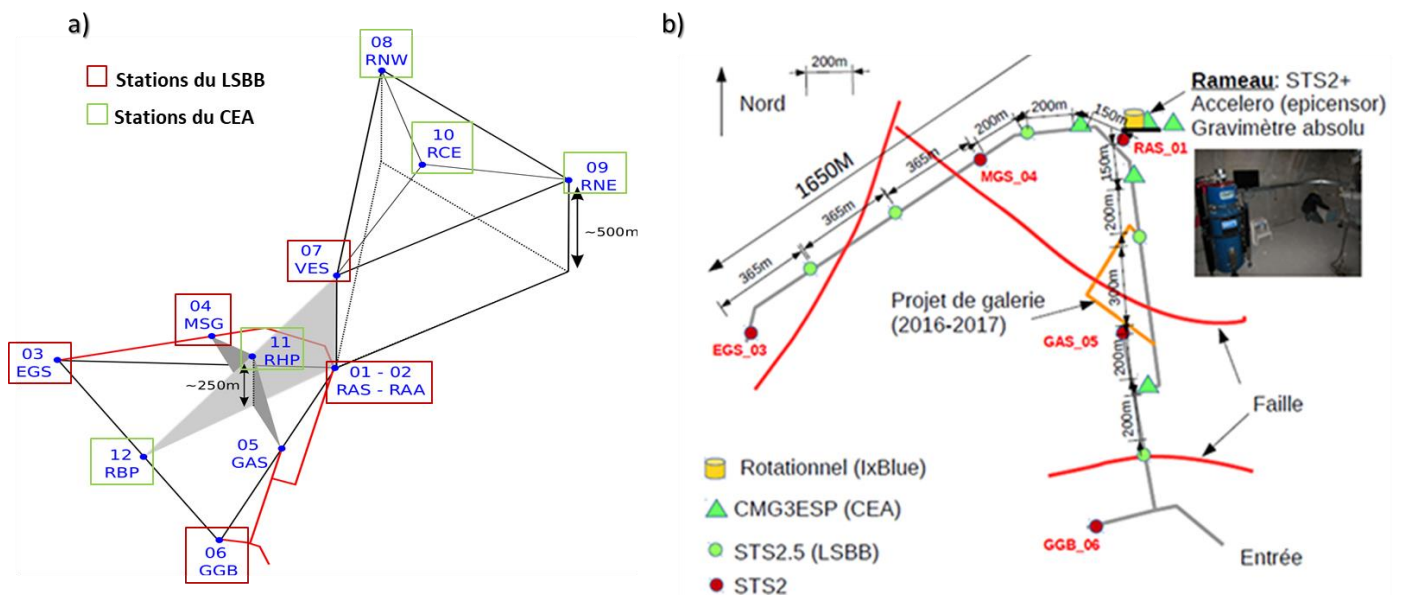 a)
Stations du LSBB
Stations du CEA
08
RNW
10
RCE
09
RNE
~500m
07
VES
04
MSG
11
RHP
03
EGS
~250m
01 - 02
RAS - RAA
12
RBP
05
GAS
06
GGB
b)
200m
Nord
1650M
365m
365m
365m
200m
200m
150m
Rameau: STS2+
Accelero (epicensor)
Gravimètre absolu
RAS_01
MGS_04
150m
200m
300m
Projet de galerie
(2016-2017)
EGS_03
GAS_05
200m
200m
Faille
Rotationnel (IxBlue)
CMG3ESP (CEA)
STS2.5 (LSBB)
STS2
GGB_06
Entrée